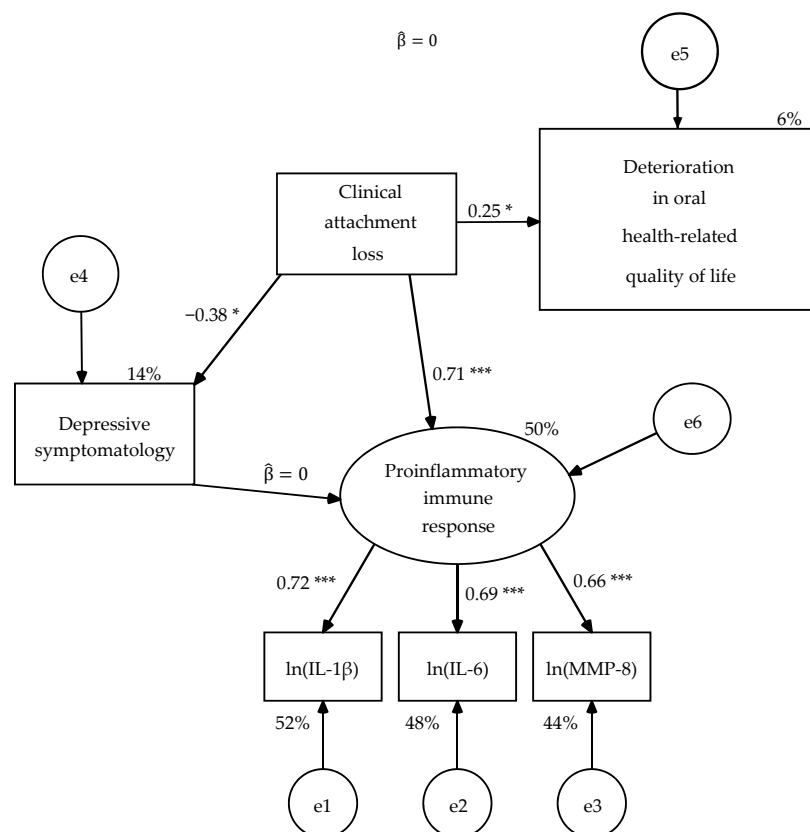 β̂ = 0
e5
6%
Deterioration
in oral
health-related
quality of life
Clinical
attachment
loss
0.25 *
e4
−0.38 *
14%
0.71 ***
Depressive
symptomatology
50%
e6
β̂ = 0
Proinflammatory
immune
response
0.72 ***
0.69 ***
0.66 ***
ln(IL-1β)
ln(IL-6)
ln(MMP-8)
52%
48%
44%
e1
e2
e3